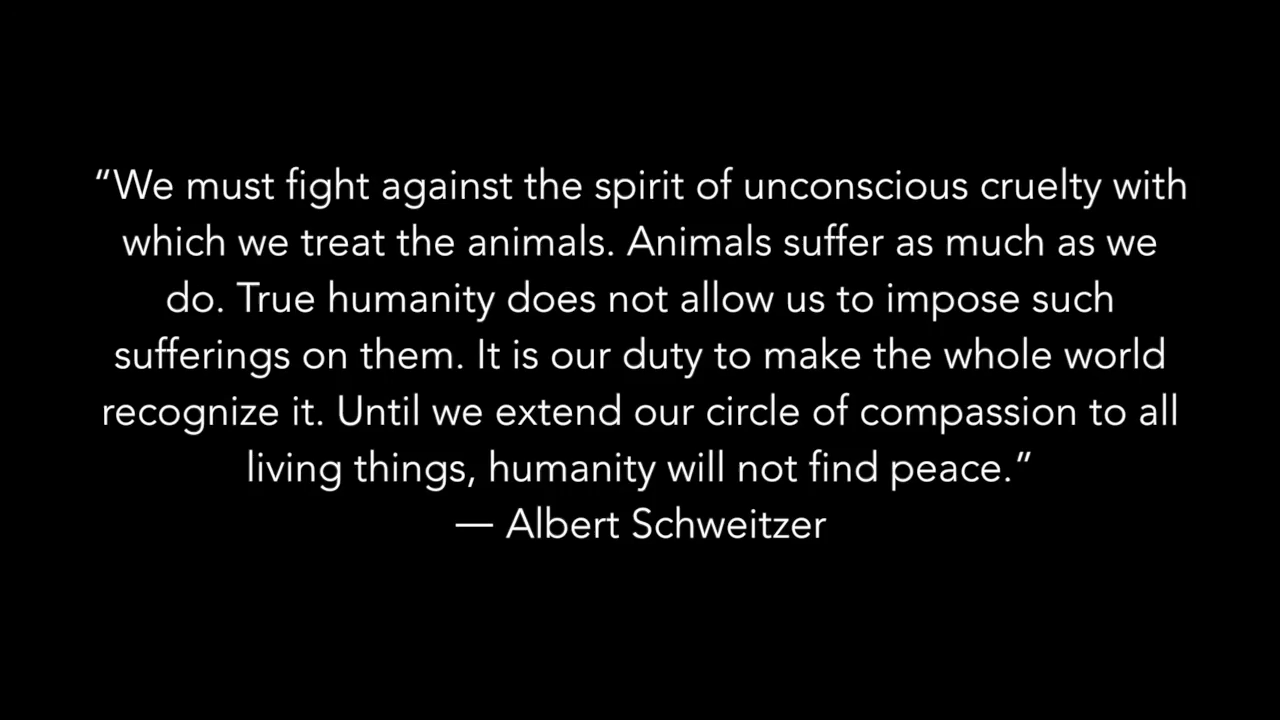 “We must fight against the spirit of unconscious cruelty with
which we treat the animals. Animals suffer as much as we
do. True humanity does not allow us to impose such
sufferings on them. It is our duty to make the whole world
recognize it. Until we extend our circle of compassion to all
living things, humanity will not find peace.”
— Albert Schweitzer